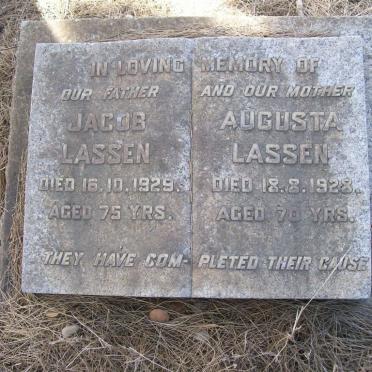 IN LOVING MEMORY OF
OUR FATHER AND OUR MOTHER
JACOB AUGUSTA
LASSEN LASSEN
DIED 16.10.1929. DIED 18.8.1928.
AGED 75 YRS. AGED 70 YRS.
THEY HAVE COM- PLETED THEIR CAUSE